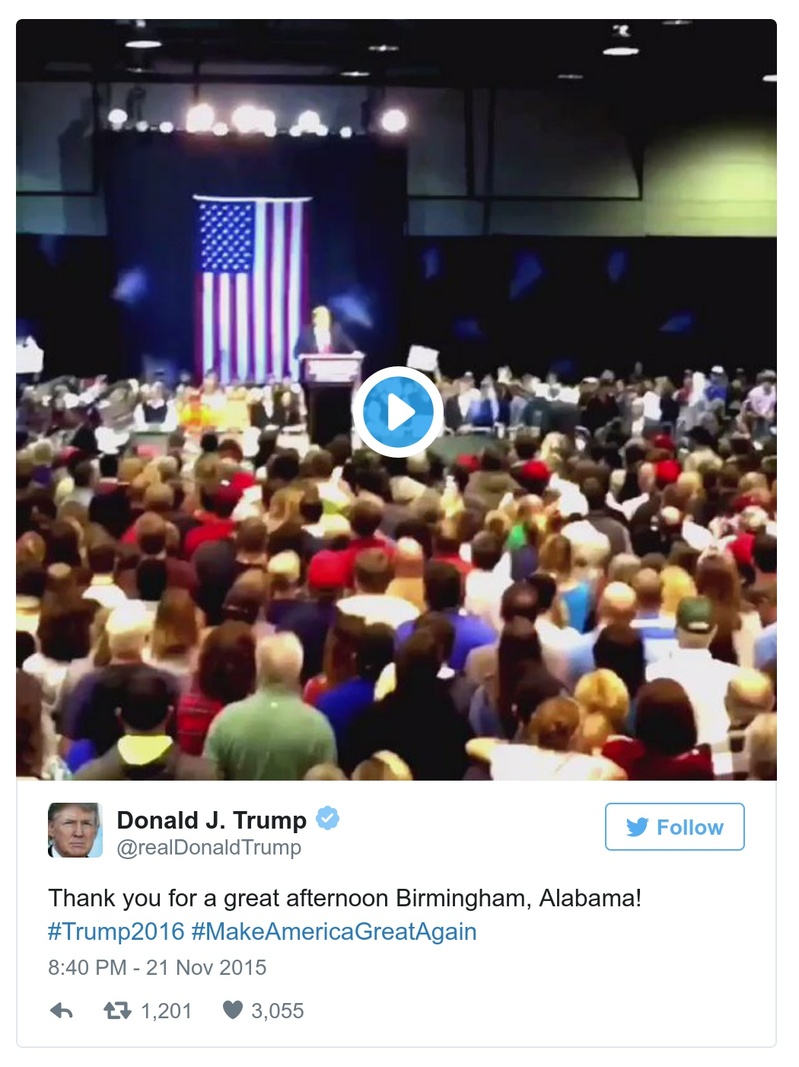 Donald J. Trump
@realDonaldTrump
Follow
Thank you for a great afternoon Birmingham, Alabama!
#Trump2016 #MakeAmericaGreatAgain
8:40 PM - 21 Nov 2015
1,201 3,055